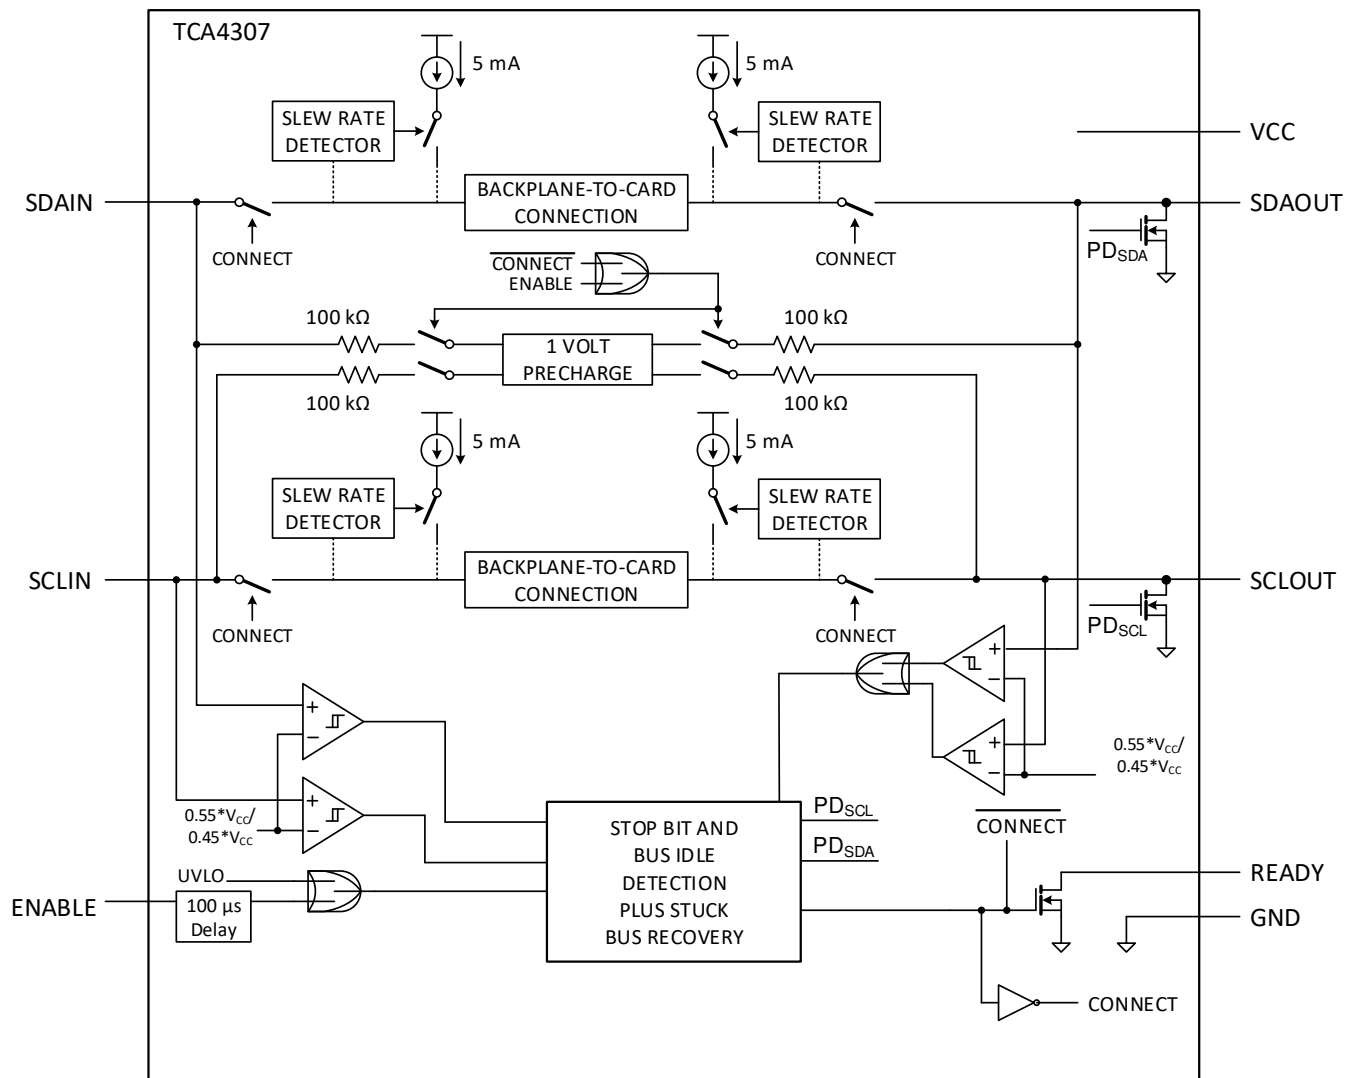 TCA4307
5 mA
5 mA
SLEW RATE
DETECTOR
SLEW RATE
DETECTOR
VCC
SDAIN
BACKPLANE-TO-CARD
CONNECTION
SDAOUT
CONNECT
CONNECT
PDSDA
CONNECT
ENABLE
100 kΩ
100 kΩ
1 VOLT
PRECHARGE
100 kΩ
100 kΩ
5 mA
5 mA
SLEW RATE
DETECTOR
SLEW RATE
DETECTOR
SCLIN
BACKPLANE-TO-CARD
CONNECTION
SCLOUT
CONNECT
CONNECT
PDSCL
+
−
+
−
+
−
0.55*VCC/
0.45*VCC
+
−
0.55*VCC/
0.45*VCC
STOP BIT AND
BUS IDLE
DETECTION
PLUS STUCK
BUS RECOVERY
PDSCL
PDSDA
CONNECT
UVLO
ENABLE
100 µs
Delay
READY
GND
CONNECT